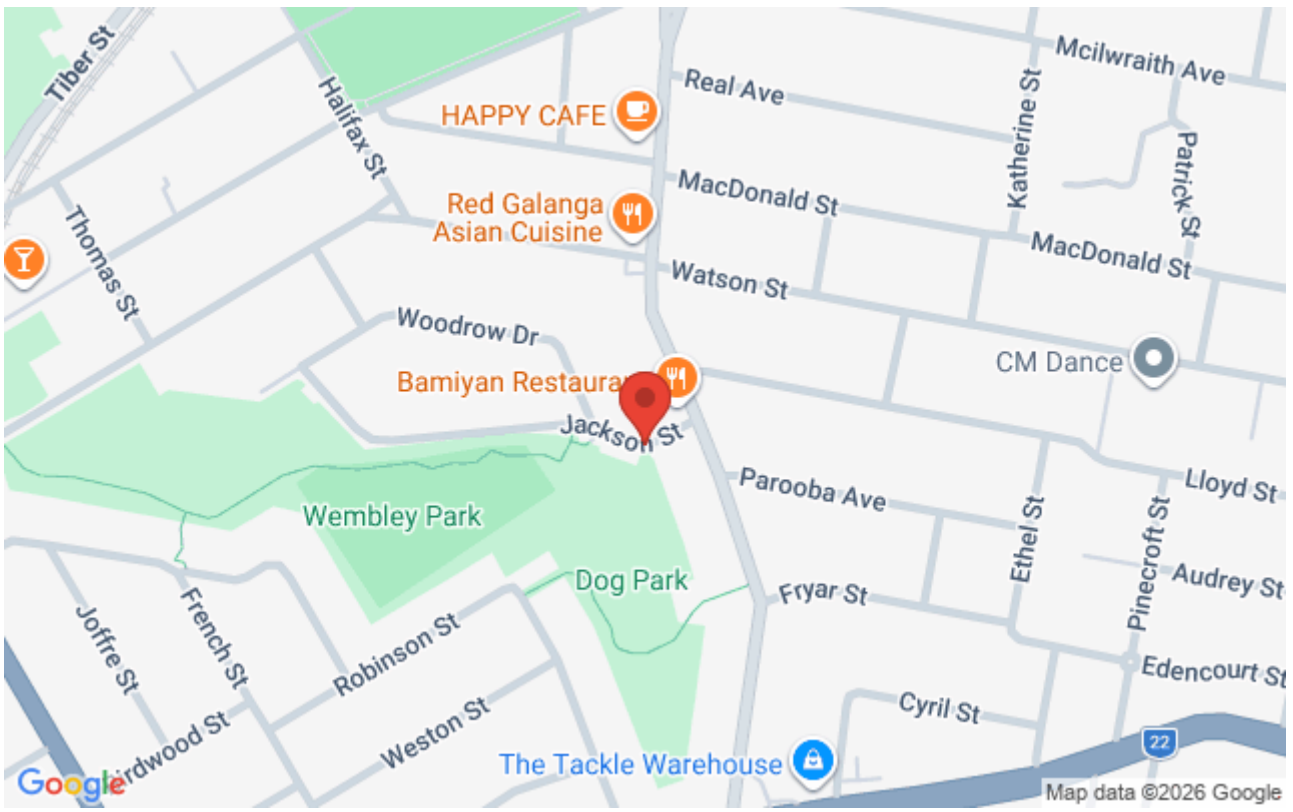 Tiber St
Mcilwraith Ave
Real Ave
Katherine St
Halifax St
HAPPY CAFE
Patrick St
MacDonald St
Red Galanga
Asian Cuisine
Thomas St
MacDonald St
Watson St
Woodrow Dr
CM Dance
Bamiyan
Jackson St
Lloyd St
Parooba Ave
Wembley Park
Ethel St
Pinecroft St
Dog Park
Audrey St
Fryar St
French St
Joffre St
Robinson St
Edencourt St
Cyril St
Weston St
22
The Tackle Warehouse
Google
Map data ©2026 Google